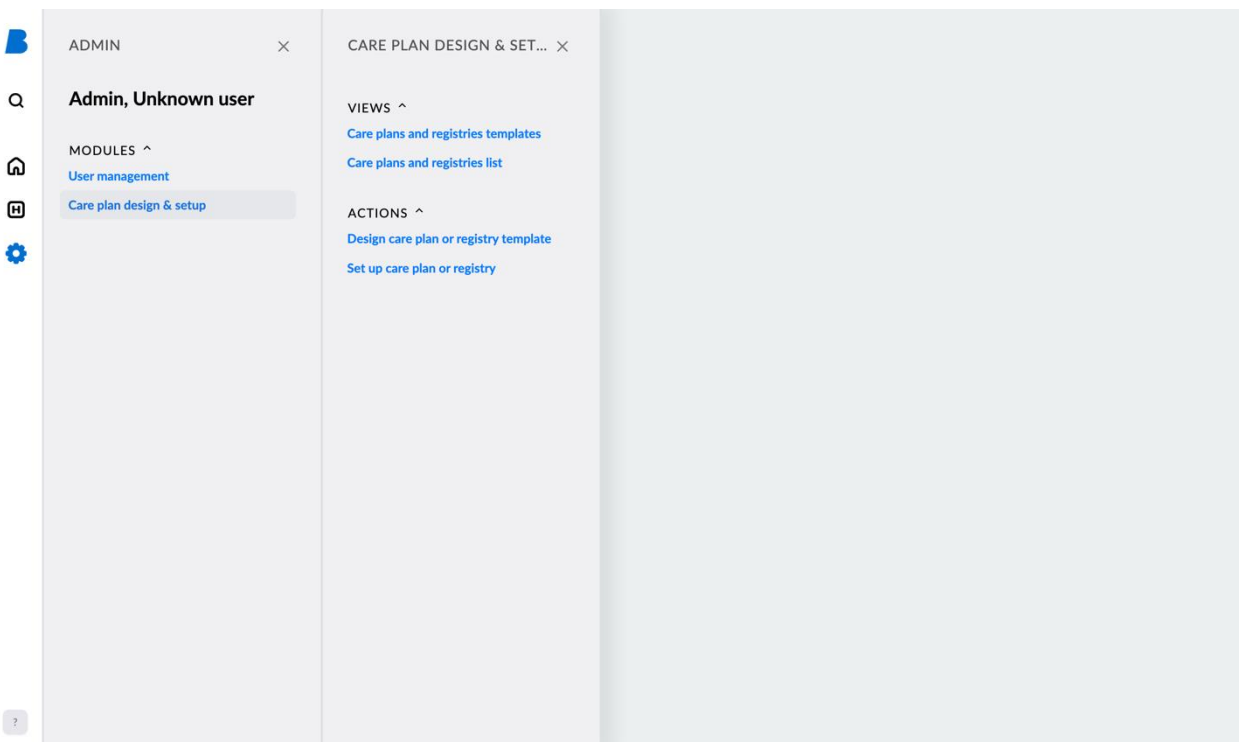 B
ADMIN
Admin, Unknown user
MODULES
User management
Care plan design & setup
CARE PLAN DESIGN & SET...
VIEWS
Care plans and registries templates
Care plans and registries list
ACTIONS
Design care plan or registry template
Set up care plan or registry
H
?